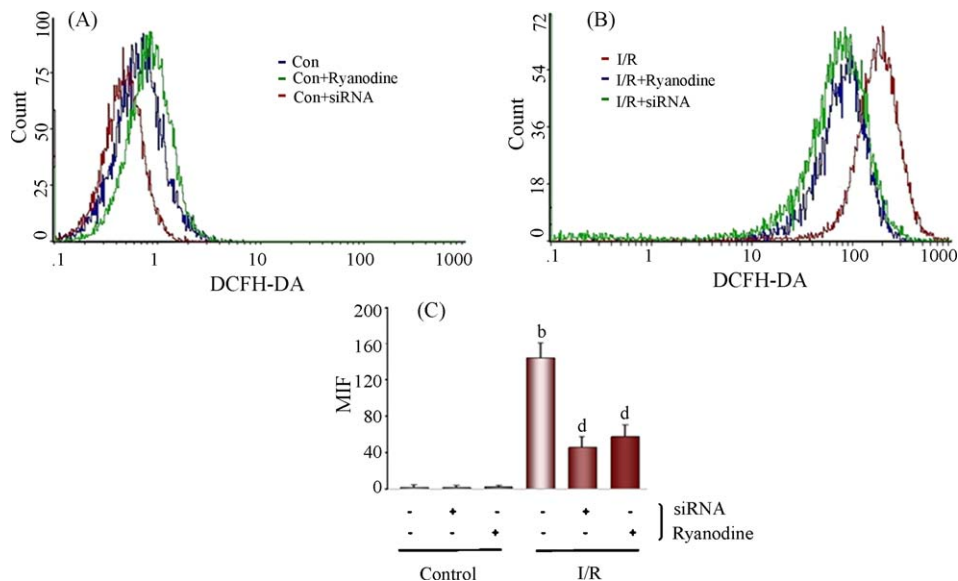 (A)
Con
Con+Ryanodine
Con+siRNA
Count
100
75
50
25
0
.1 1 10 100 1000
DCFH-DA
(B)
I/R
I/R+Ryanodine
I/R+siRNA
Count
72
54
36
18
0
.1 1 10 100 1000
DCFH-DA
(C)
MIF
200
160
120
80
40
0
b
d
d
- + - - + - siRNA
- - + - - + Ryanodine
Control I/R